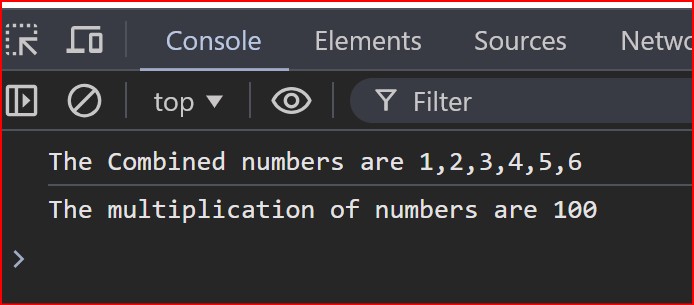 Console Elements Sources Netwo
top Filter
The Combined numbers are 1,2,3,4,5,6
The multiplication of numbers are 100